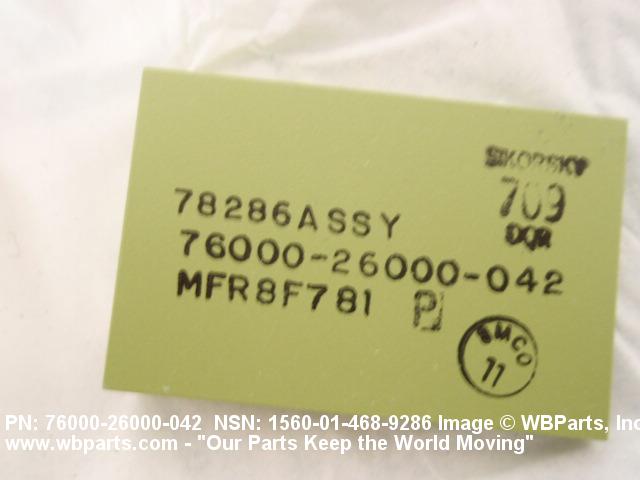 SIKORSKY
709
DQR
78286ASSY
76000-26000-042
MFR8F781 P
SMCO
11
PN: 76000-26000-042 NSN: 1560-01-468-9286 Image © WBParts, Inc
www.wbparts.com - "Our Parts Keep the World Moving"